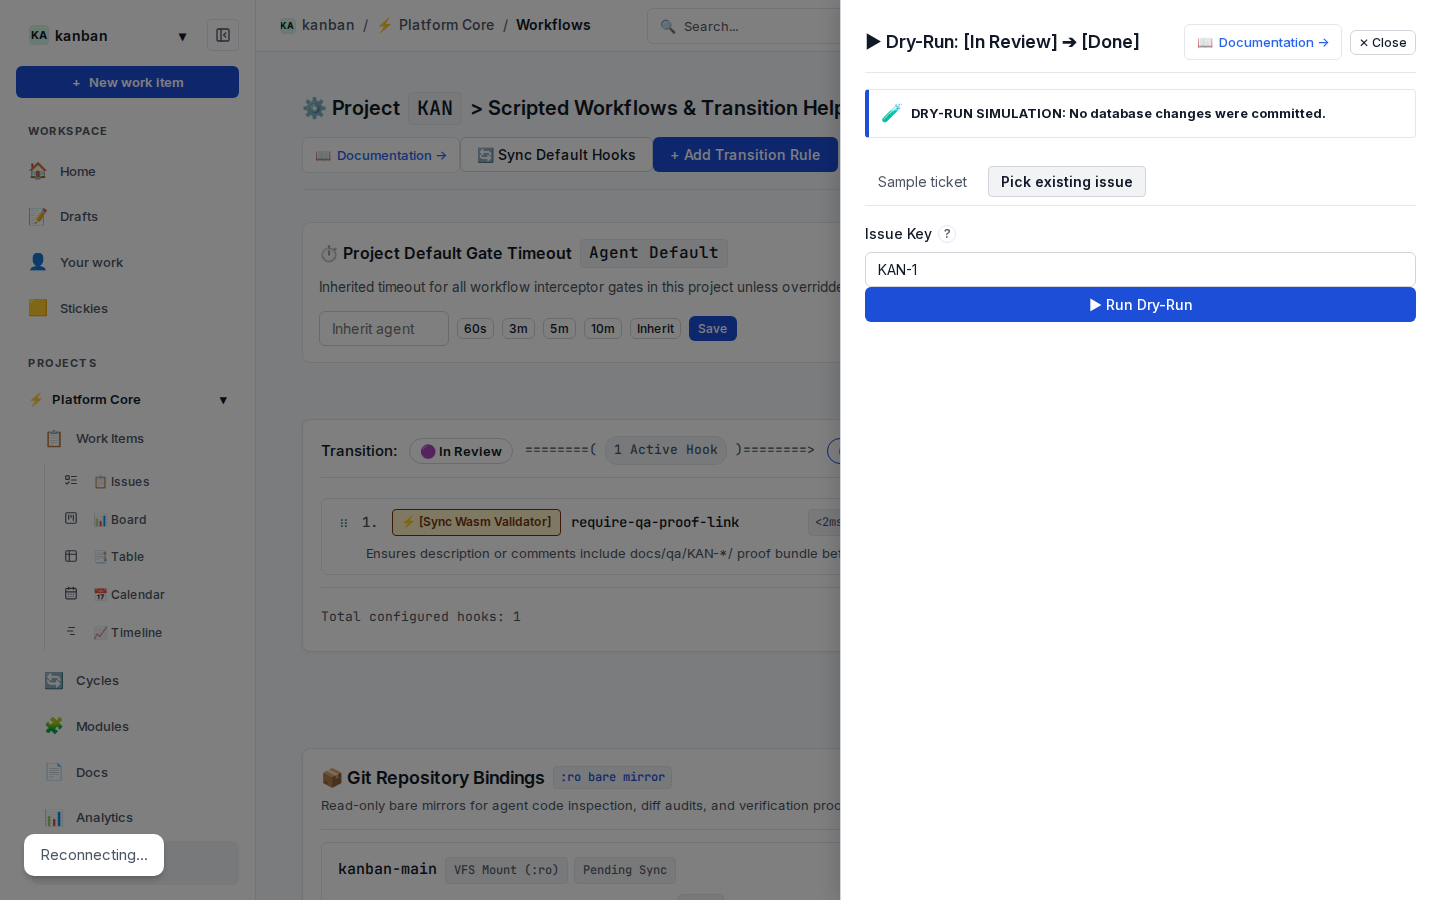 KA kanban ▾
+ New work item
WORKSPACE
Home
Drafts
Your work
Stickies
PROJECTS
⚡ Platform Core ▾
Work Items
Issues
Board
Table
Calendar
Timeline
Cycles
Modules
Docs
Analytics
Reconnecting...
KA kanban / ⚡ Platform Core / Workflows
Search...
⚙️ Project KAN > Scripted Workflows & Transition Help
Documentation →
Sync Default Hooks
+ Add Transition Rule
Project Default Gate Timeout Agent Default
Inherited timeout for all workflow interceptor gates in this project unless overridde
Inherit agent 60s 3m 5m 10m Inherit Save
Transition: In Review ========( 1 Active Hook )========>
1. ⚡ [Sync Wasm Validator] require-qa-proof-link <2ms
Ensures description or comments include docs/qa/KAN-*/ proof bundle bef
Total configured hooks: 1
Git Repository Bindings :ro bare mirror
Read-only bare mirrors for agent code inspection, diff audits, and verification proo
kanban-main VFS Mount (:ro) Pending Sync
▶ Dry-Run: [In Review] ➔ [Done]
Documentation →
✕ Close
DRY-RUN SIMULATION: No database changes were committed.
Sample ticket Pick existing issue
Issue Key ?
KAN-1
▶ Run Dry-Run